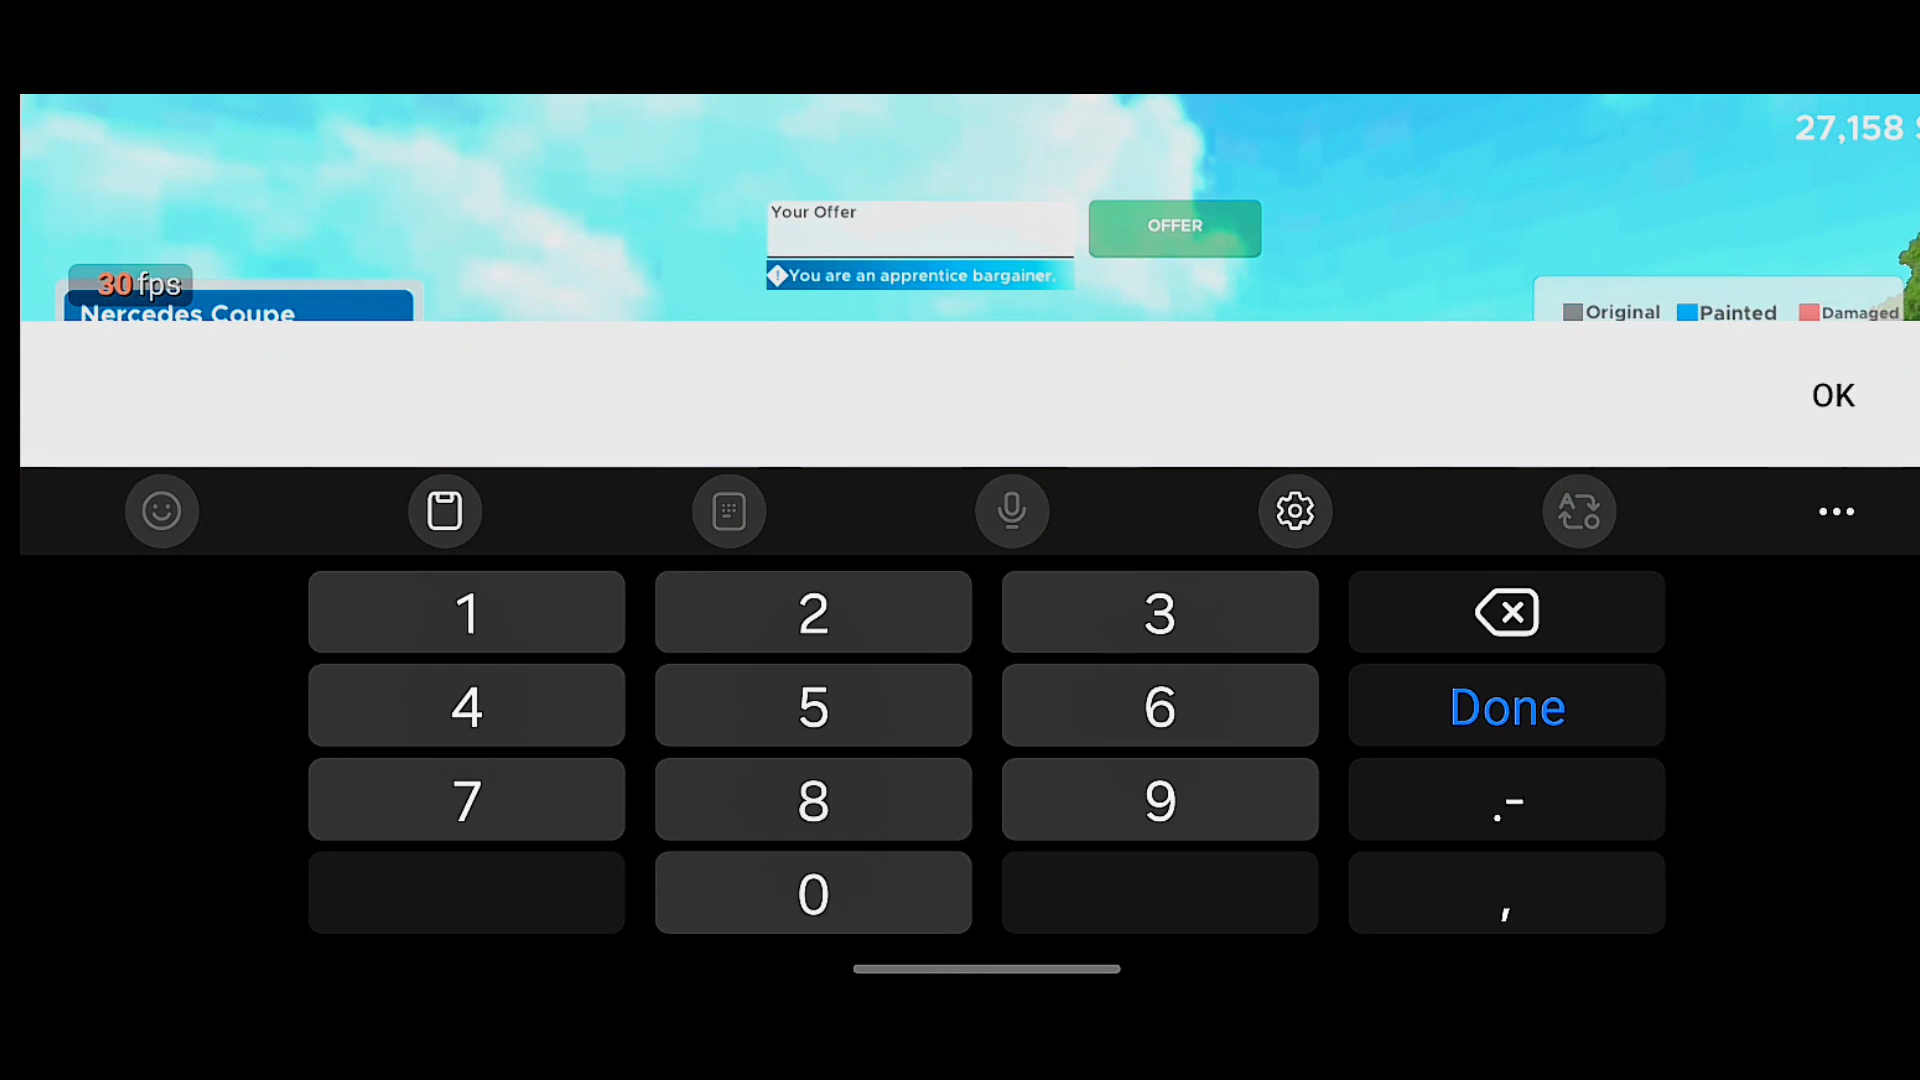 27,158
Your Offer
OFFER
You are an apprentice bargainer.
30 fps
Nercedes Coupe
Original Painted Damaged
OK
1 2 3
4 5 6 Done
7 8 9 .-
0 ,